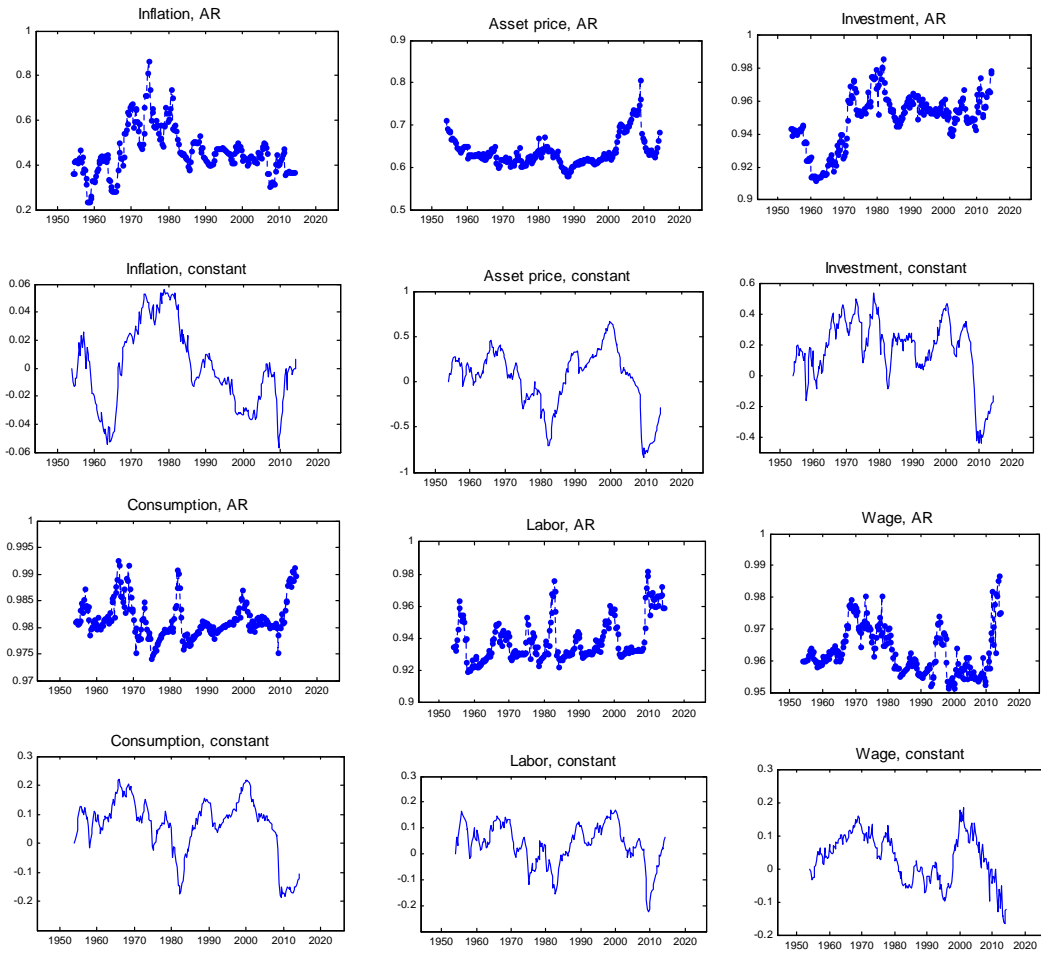 Inflation, AR
1
0.8
0.6
0.4
0.2
1950 1960 1970 1980 1990 2000 2010 2020
Asset price, AR
0.9
0.8
0.7
0.6
0.5
1950 1960 1970 1980 1990 2000 2010 2020
Investment, AR
1
0.98
0.96
0.94
0.92
0.9
1950 1960 1970 1980 1990 2000 2010 2020
Inflation, constant
0.06
0.04
0.02
0
-0.02
-0.04
-0.06
1950 1960 1970 1980 1990 2000 2010 2020
Asset price, constant
1
0.5
0
-0.5
-1
1950 1960 1970 1980 1990 2000 2010 2020
Investment, constant
0.6
0.4
0.2
0
-0.2
-0.4
1950 1960 1970 1980 1990 2000 2010 2020
Consumption, AR
1
0.995
0.99
0.985
0.98
0.975
0.97
1950 1960 1970 1980 1990 2000 2010 2020
Labor, AR
1
0.98
0.96
0.94
0.92
0.9
1950 1960 1970 1980 1990 2000 2010 2020
Wage, AR
1
0.99
0.98
0.97
0.96
0.95
1950 1960 1970 1980 1990 2000 2010 2020
Consumption, constant
0.3
0.2
0.1
0
-0.1
-0.2
1950 1960 1970 1980 1990 2000 2010 2020
Labor, constant
0.3
0.2
0.1
0
-0.1
-0.2
1950 1960 1970 1980 1990 2000 2010 2020
Wage, constant
0.3
0.2
0.1
0
-0.1
-0.2
1950 1960 1970 1980 1990 2000 2010 2020